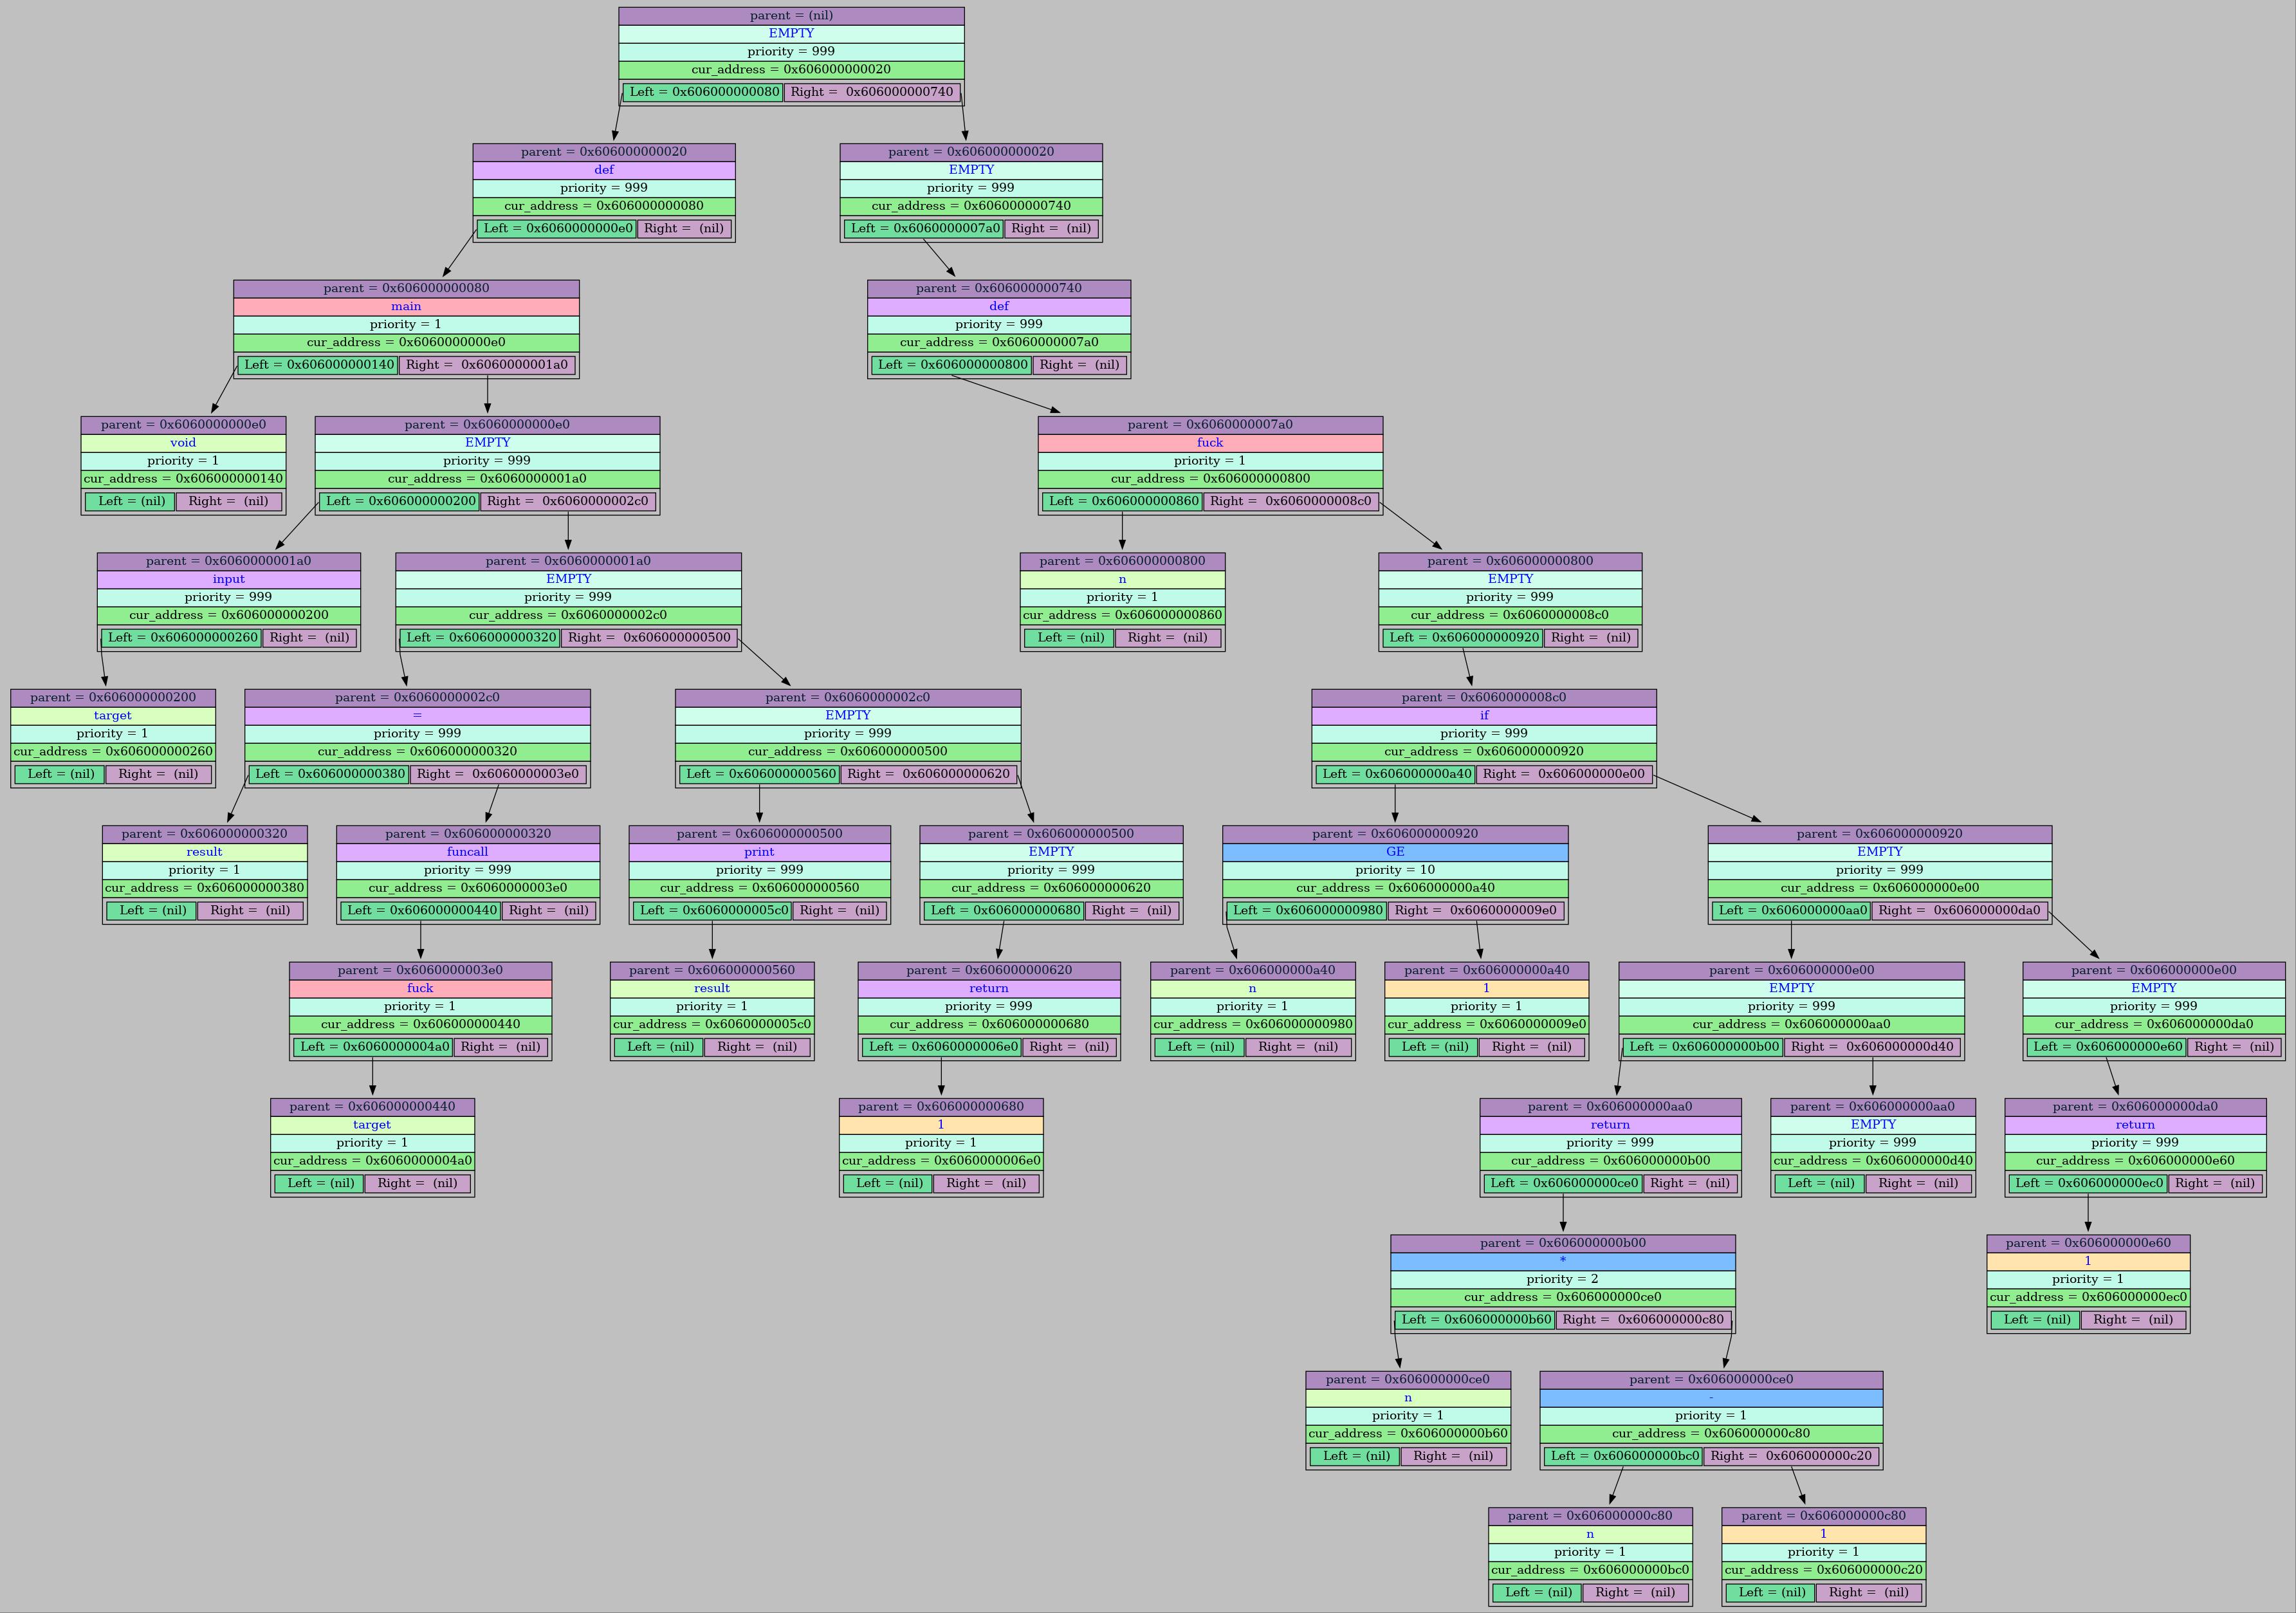 parent = (nil)
EMPTY
priority = 999
cur_address = 0x606000000020
Left = 0x606000000080 Right = 0x606000000740
parent = 0x606000000020
def
priority = 999
cur_address = 0x606000000080
Left = 0x6060000000e0 Right = (nil)
parent = 0x606000000020
EMPTY
priority = 999
cur_address = 0x606000000740
Left = 0x6060000007a0 Right = (nil)
parent = 0x606000000080
main
priority = 1
cur_address = 0x6060000000e0
Left = 0x606000000140 Right = 0x6060000001a0
parent = 0x606000000740
def
priority = 999
cur_address = 0x6060000007a0
Left = 0x606000000800 Right = (nil)
parent = 0x6060000000e0
void
priority = 1
cur_address = 0x606000000140
Left = (nil) Right = (nil)
parent = 0x6060000000e0
EMPTY
priority = 999
cur_address = 0x6060000001a0
Left = 0x606000000200 Right = 0x6060000002c0
parent = 0x6060000007a0
fuck
priority = 1
cur_address = 0x606000000800
Left = 0x606000000860 Right = 0x6060000008c0
parent = 0x6060000001a0
input
priority = 999
cur_address = 0x606000000200
Left = 0x606000000260 Right = (nil)
parent = 0x6060000001a0
EMPTY
priority = 999
cur_address = 0x6060000002c0
Left = 0x606000000320 Right = 0x606000000500
parent = 0x606000000800
n
priority = 1
cur_address = 0x606000000860
Left = (nil) Right = (nil)
parent = 0x606000000800
EMPTY
priority = 999
cur_address = 0x6060000008c0
Left = 0x606000000920 Right = (nil)
parent = 0x606000000200
target
priority = 1
cur_address = 0x606000000260
Left = (nil) Right = (nil)
parent = 0x6060000002c0
=
priority = 999
cur_address = 0x606000000320
Left = 0x606000000380 Right = 0x6060000003e0
parent = 0x6060000002c0
EMPTY
priority = 999
cur_address = 0x606000000500
Left = 0x606000000560 Right = 0x606000000620
parent = 0x6060000008c0
if
priority = 999
cur_address = 0x606000000920
Left = 0x606000000a40 Right = 0x606000000e00
parent = 0x606000000320
result
priority = 1
cur_address = 0x606000000380
Left = (nil) Right = (nil)
parent = 0x606000000320
funcall
priority = 999
cur_address = 0x6060000003e0
Left = 0x606000000440 Right = (nil)
parent = 0x606000000500
print
priority = 999
cur_address = 0x606000000560
Left = 0x6060000005c0 Right = (nil)
parent = 0x606000000500
EMPTY
priority = 999
cur_address = 0x606000000620
Left = 0x606000000680 Right = (nil)
parent = 0x606000000920
GE
priority = 10
cur_address = 0x606000000a40
Left = 0x606000000980 Right = 0x6060000009e0
parent = 0x606000000920
EMPTY
priority = 999
cur_address = 0x606000000e00
Left = 0x606000000aa0 Right = 0x606000000da0
parent = 0x6060000003e0
fuck
priority = 1
cur_address = 0x606000000440
Left = 0x6060000004a0 Right = (nil)
parent = 0x606000000560
result
priority = 1
cur_address = 0x6060000005c0
Left = (nil) Right = (nil)
parent = 0x606000000620
return
priority = 999
cur_address = 0x606000000680
Left = 0x6060000006e0 Right = (nil)
parent = 0x606000000a40
n
priority = 1
cur_address = 0x606000000980
Left = (nil) Right = (nil)
parent = 0x606000000a40
1
priority = 1
cur_address = 0x6060000009e0
Left = (nil) Right = (nil)
parent = 0x606000000e00
EMPTY
priority = 999
cur_address = 0x606000000aa0
Left = 0x606000000b00 Right = 0x606000000d40
parent = 0x606000000e00
EMPTY
priority = 999
cur_address = 0x606000000da0
Left = 0x606000000e60 Right = (nil)
parent = 0x606000000440
target
priority = 1
cur_address = 0x6060000004a0
Left = (nil) Right = (nil)
parent = 0x606000000680
1
priority = 1
cur_address = 0x6060000006e0
Left = (nil) Right = (nil)
parent = 0x606000000aa0
return
priority = 999
cur_address = 0x606000000b00
Left = 0x606000000ce0 Right = (nil)
parent = 0x606000000aa0
EMPTY
priority = 999
cur_address = 0x606000000d40
Left = (nil) Right = (nil)
parent = 0x606000000da0
return
priority = 999
cur_address = 0x606000000e60
Left = 0x606000000ec0 Right = (nil)
parent = 0x606000000b00
*
priority = 2
cur_address = 0x606000000ce0
Left = 0x606000000b60 Right = 0x606000000c80
parent = 0x606000000e60
1
priority = 1
cur_address = 0x606000000ec0
Left = (nil) Right = (nil)
parent = 0x606000000ce0
n
priority = 1
cur_address = 0x606000000b60
Left = (nil) Right = (nil)
parent = 0x606000000ce0
-
priority = 1
cur_address = 0x606000000c80
Left = 0x606000000bc0 Right = 0x606000000c20
parent = 0x606000000c80
n
priority = 1
cur_address = 0x606000000bc0
Left = (nil) Right = (nil)
parent = 0x606000000c80
1
priority = 1
cur_address = 0x606000000c20
Left = (nil) Right = (nil)